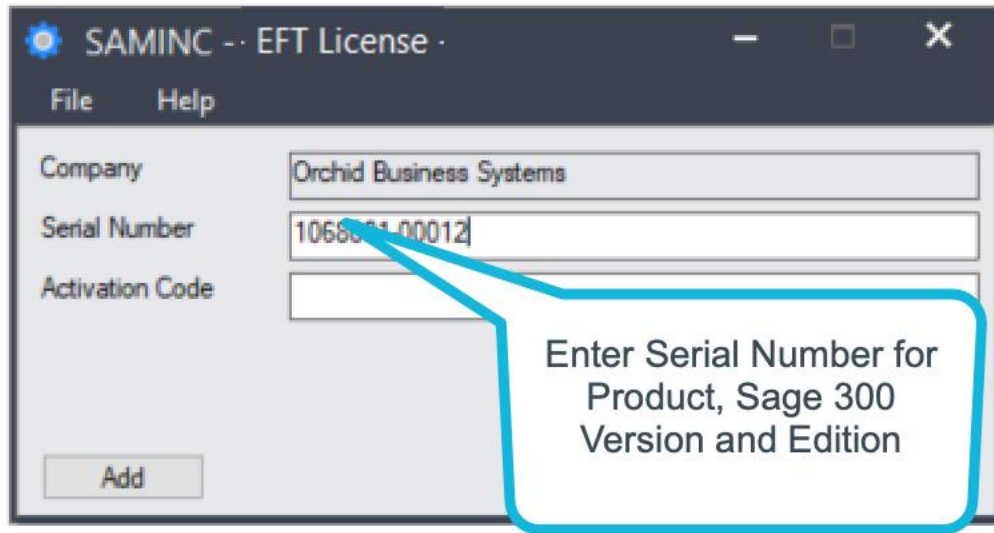 SAMINC -· EFT License ·
File Help
Company
Orchid Business Systems
Serial Number
Activation Code
Enter Serial Number for
Product, Sage 300
Version and Edition
Add